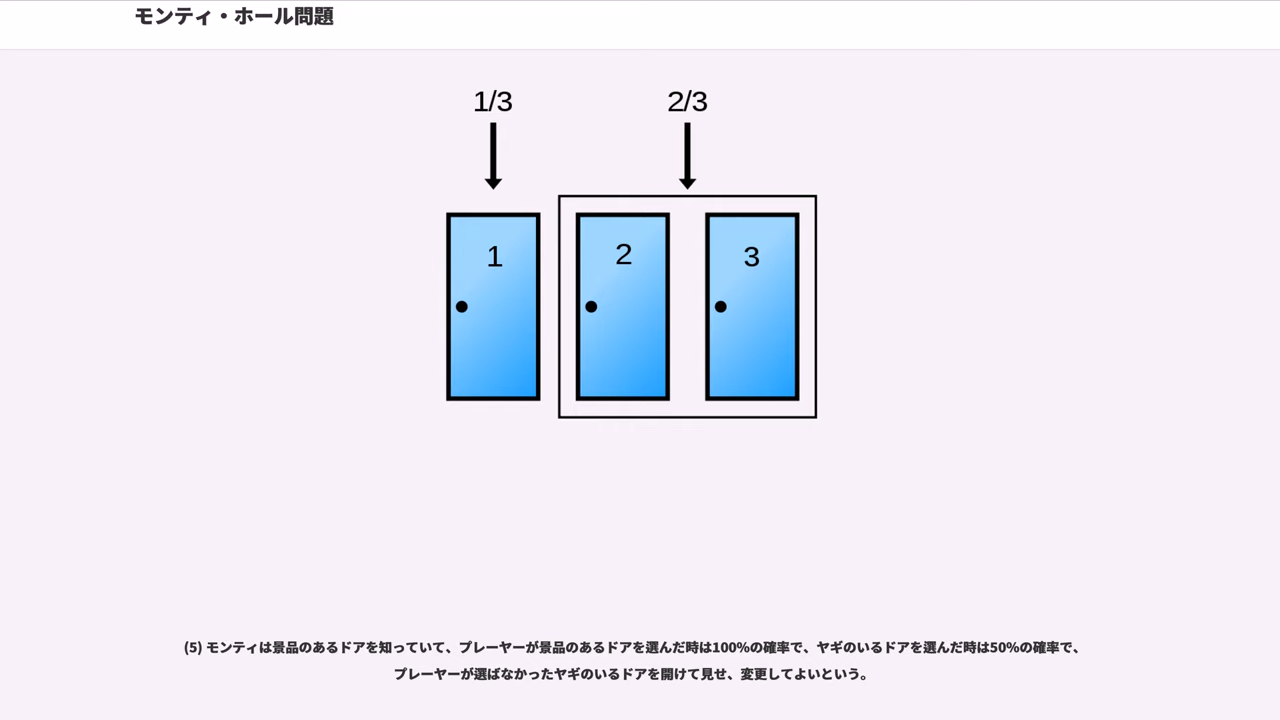 モンティ・ホール問題
1/3 2/3
1 2 3
(5) モンティは景品のあるドアを知っていて、プレーヤーが景品のあるドアを選んだ時は100%の確率で、ヤギのいるドアを選んだ時は50%の確率で、
プレーヤーが選ばなかったヤギのいるドアを開けて見せ、変更してよいという。